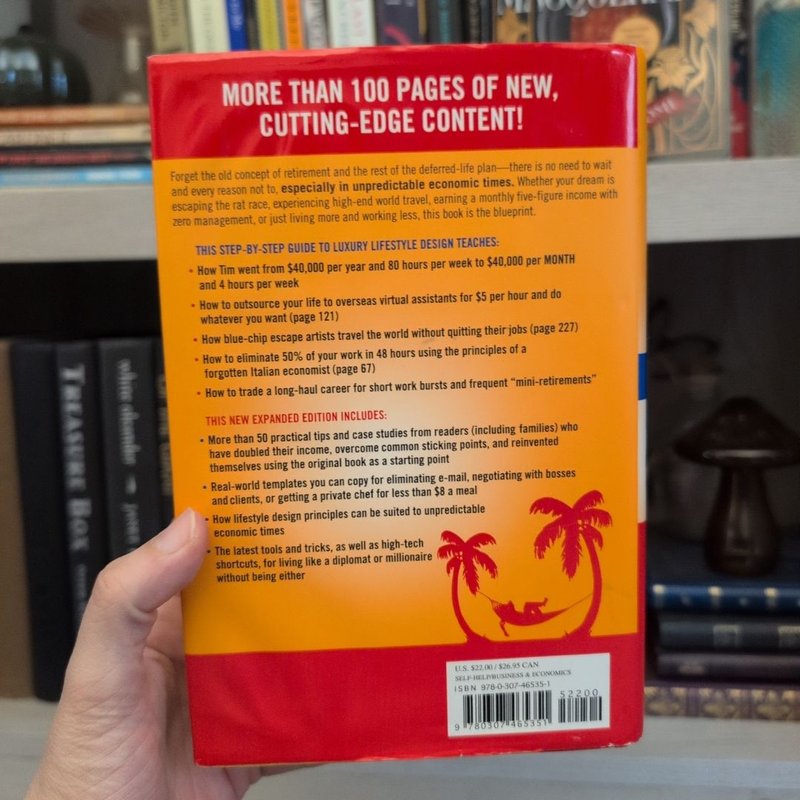 MORE THAN 100 PAGES OF NEW,
CUTTING-EDGE CONTENT!
Forget the old concept of retirement and the rest of the deferred-life plan—there is no need to wait
and every reason not to, especially in unpredictable economic times. Whether your dream is
escaping the rat race, experiencing high-end world travel, earning a monthly five-figure income with
zero management, or just living more and working less, this book is the blueprint.
THIS STEP-BY-STEP GUIDE TO LUXURY LIFESTYLE DESIGN TEACHES:
• How Tim went from $40,000 per year and 80 hours per week to $40,000 per MONTH
and 4 hours per week
• How to outsource your life to overseas virtual assistants for $5 per hour and do
whatever you want (page 121)
• How blue-chip escape artists travel the world without quitting their jobs (page 227)
• How to eliminate 50% of your work in 48 hours using the principles of a
forgotten Italian economist (page 67)
• How to trade a long-haul career for short work bursts and frequent “mini-retirements”
THIS NEW EXPANDED EDITION INCLUDES:
• More than 50 practical tips and case studies from readers (including families) who
have doubled their income, overcome common sticking points, and reinvented
themselves using the original book as a starting point
• Real-world templates you can copy for eliminating e-mail, negotiating with bosses
and clients, or getting a private chef for less than $8 a meal
• How lifestyle design principles can be suited to unpredictable
economic times
• The latest tools and tricks, as well as high-tech
shortcuts, for living like a diplomat or millionaire
without being either
U.S. $22.00 / $26.95 CAN
SELF-HELP/BUSINESS & ECONOMICS
ISBN 978-0-307-46535-1
52200
9 780307 465351
TREASURE BOX